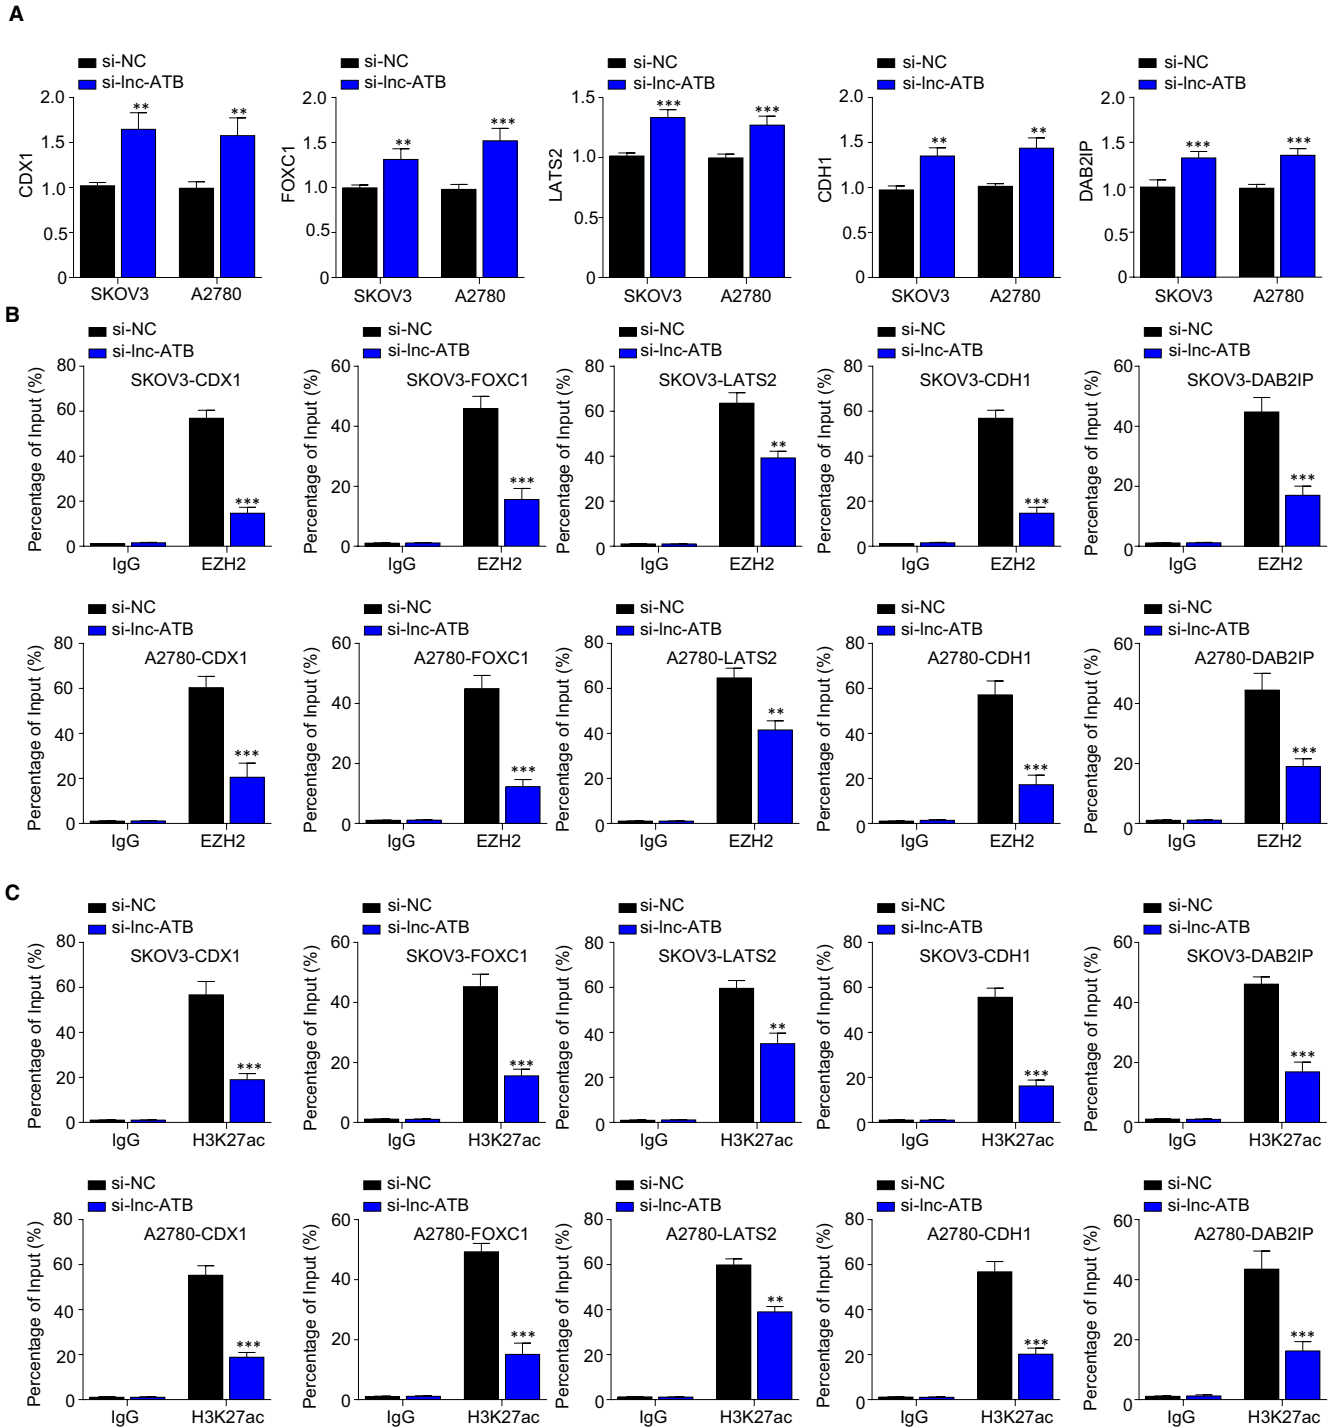 A
si-NC
si-lnc-ATB
CDX1
2.0
1.5
1.0
0.5
0
** **
SKOV3 A2780
si-NC
si-lnc-ATB
FOXC1
2.0
1.5
1.0
0.5
0
** ***
SKOV3 A2780
si-NC
si-lnc-ATB
LATS2
1.5
1.0
0.5
0
*** ***
SKOV3 A2780
si-NC
si-lnc-ATB
CDH1
2.0
1.5
1.0
0.5
0
** **
SKOV3 A2780
si-NC
si-lnc-ATB
DAB2IP
2.0
1.5
1.0
0.5
0
*** ***
SKOV3 A2780
B
si-NC
si-lnc-ATB
SKOV3-CDX1
Percentage of Input (%)
80
60
40
20
0
***
IgG EZH2
si-NC
si-lnc-ATB
SKOV3-FOXC1
Percentage of Input (%)
60
40
20
0
***
IgG EZH2
si-NC
si-lnc-ATB
SKOV3-LATS2
Percentage of Input (%)
80
60
40
20
0
**
IgG EZH2
si-NC
si-lnc-ATB
SKOV3-CDH1
Percentage of Input (%)
80
60
40
20
0
***
IgG EZH2
si-NC
si-lnc-ATB
SKOV3-DAB2IP
Percentage of Input (%)
60
40
20
0
***
IgG EZH2
si-NC
si-lnc-ATB
A2780-CDX1
Percentage of Input (%)
80
60
40
20
0
***
IgG EZH2
si-NC
si-lnc-ATB
A2780-FOXC1
Percentage of Input (%)
60
40
20
0
***
IgG EZH2
si-NC
si-lnc-ATB
A2780-LATS2
Percentage of Input (%)
80
60
40
20
0
**
IgG EZH2
si-NC
si-lnc-ATB
A2780-CDH1
Percentage of Input (%)
80
60
40
20
0
***
IgG EZH2
si-NC
si-lnc-ATB
A2780-DAB2IP
Percentage of Input (%)
60
40
20
0
***
IgG EZH2
C
si-NC
si-lnc-ATB
SKOV3-CDX1
Percentage of Input (%)
80
60
40
20
0
***
IgG H3K27ac
si-NC
si-lnc-ATB
SKOV3-FOXC1
Percentage of Input (%)
60
40
20
0
***
IgG H3K27ac
si-NC
si-lnc-ATB
SKOV3-LATS2
Percentage of Input (%)
80
60
40
20
0
**
IgG H3K27ac
si-NC
si-lnc-ATB
SKOV3-CDH1
Percentage of Input (%)
80
60
40
20
0
***
IgG H3K27ac
si-NC
si-lnc-ATB
SKOV3-DAB2IP
Percentage of Input (%)
60
40
20
0
***
IgG H3K27ac
si-NC
si-lnc-ATB
A2780-CDX1
Percentage of Input (%)
80
60
40
20
0
***
IgG H3K27ac
si-NC
si-lnc-ATB
A2780-FOXC1
Percentage of Input (%)
60
40
20
0
***
IgG H3K27ac
si-NC
si-lnc-ATB
A2780-LATS2
Percentage of Input (%)
80
60
40
20
0
**
IgG H3K27ac
si-NC
si-lnc-ATB
A2780-CDH1
Percentage of Input (%)
80
60
40
20
0
***
IgG H3K27ac
si-NC
si-lnc-ATB
A2780-DAB2IP
Percentage of Input (%)
60
40
20
0
***
IgG H3K27ac